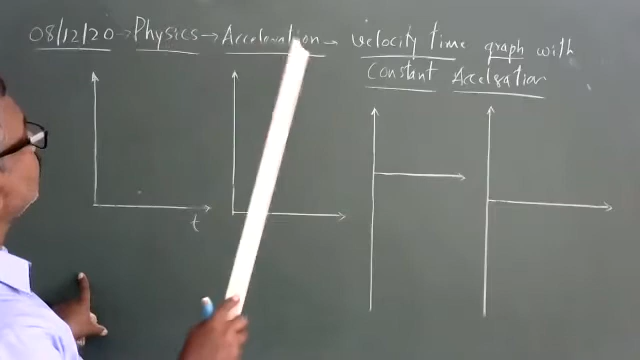 08/12/20 → Physics → Acceleration → velocity time graph with
Constant Acceleration
t